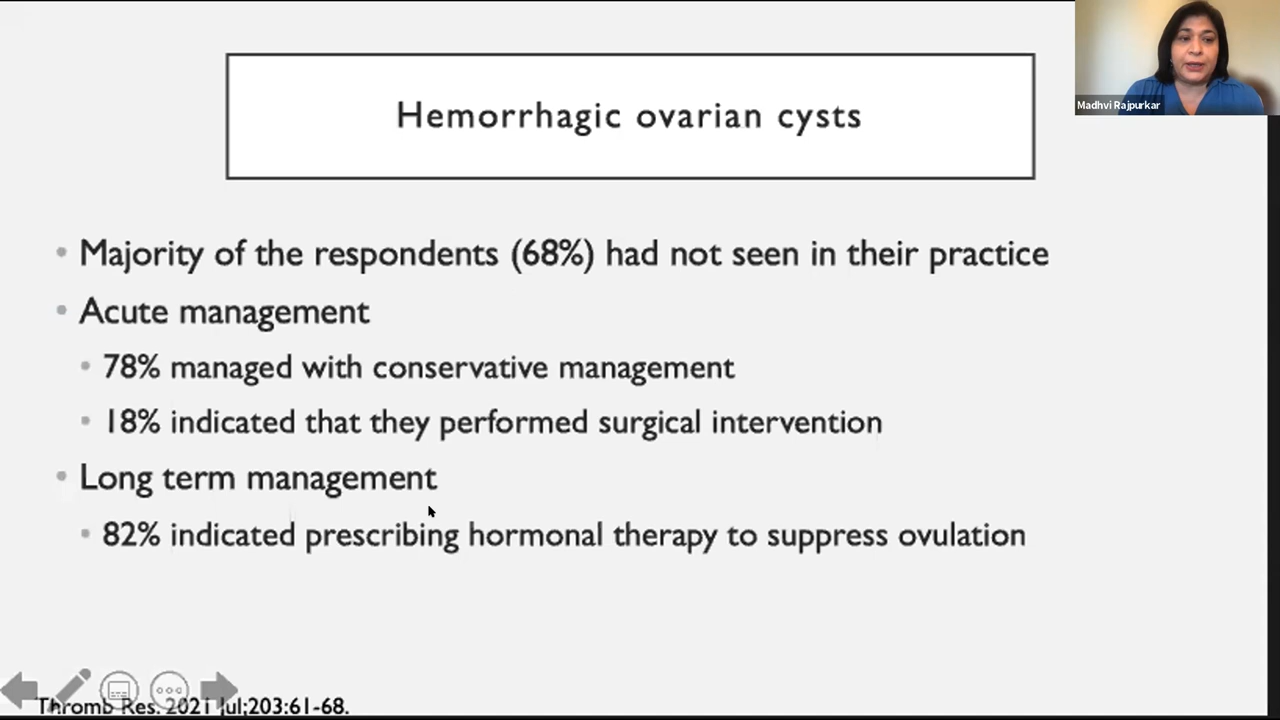 Hemorrhagic ovarian cysts
Madhvi Rajpurkar
Majority of the respondents (68%) had not seen in their practice
Acute management
78% managed with conservative management
18% indicated that they performed surgical intervention
Long term management
82% indicated prescribing hormonal therapy to suppress ovulation
Thromb Res. 2021 Jul;203:61-68.